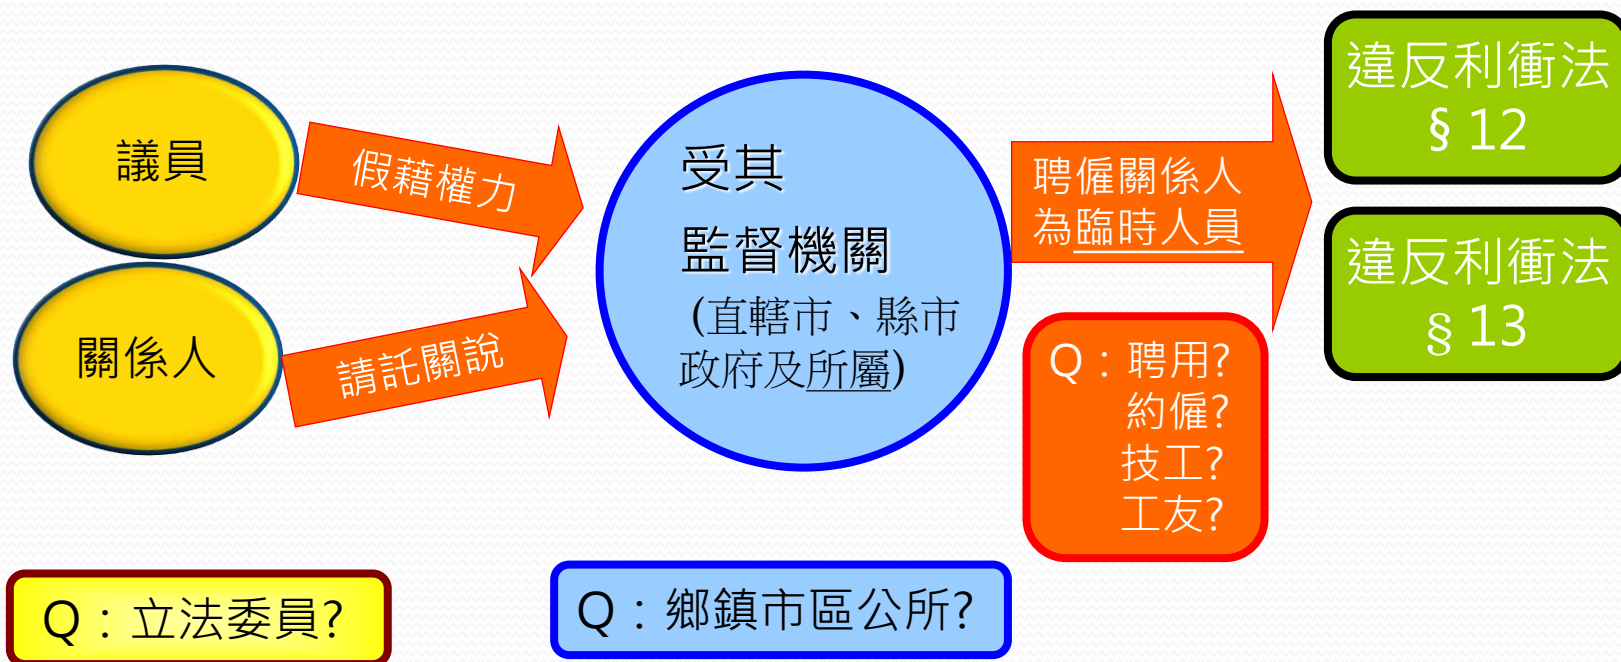 議員
假藉權力
關係人
請託關說
受其
監督機關
(直轄市、縣市
政府及所屬)
聘僱關係人
為臨時人員
Q：聘用?
約僱?
技工?
工友?
違反利衝法
§ 12
違反利衝法
§ 13
Q：立法委員?
Q：鄉鎮市區公所?